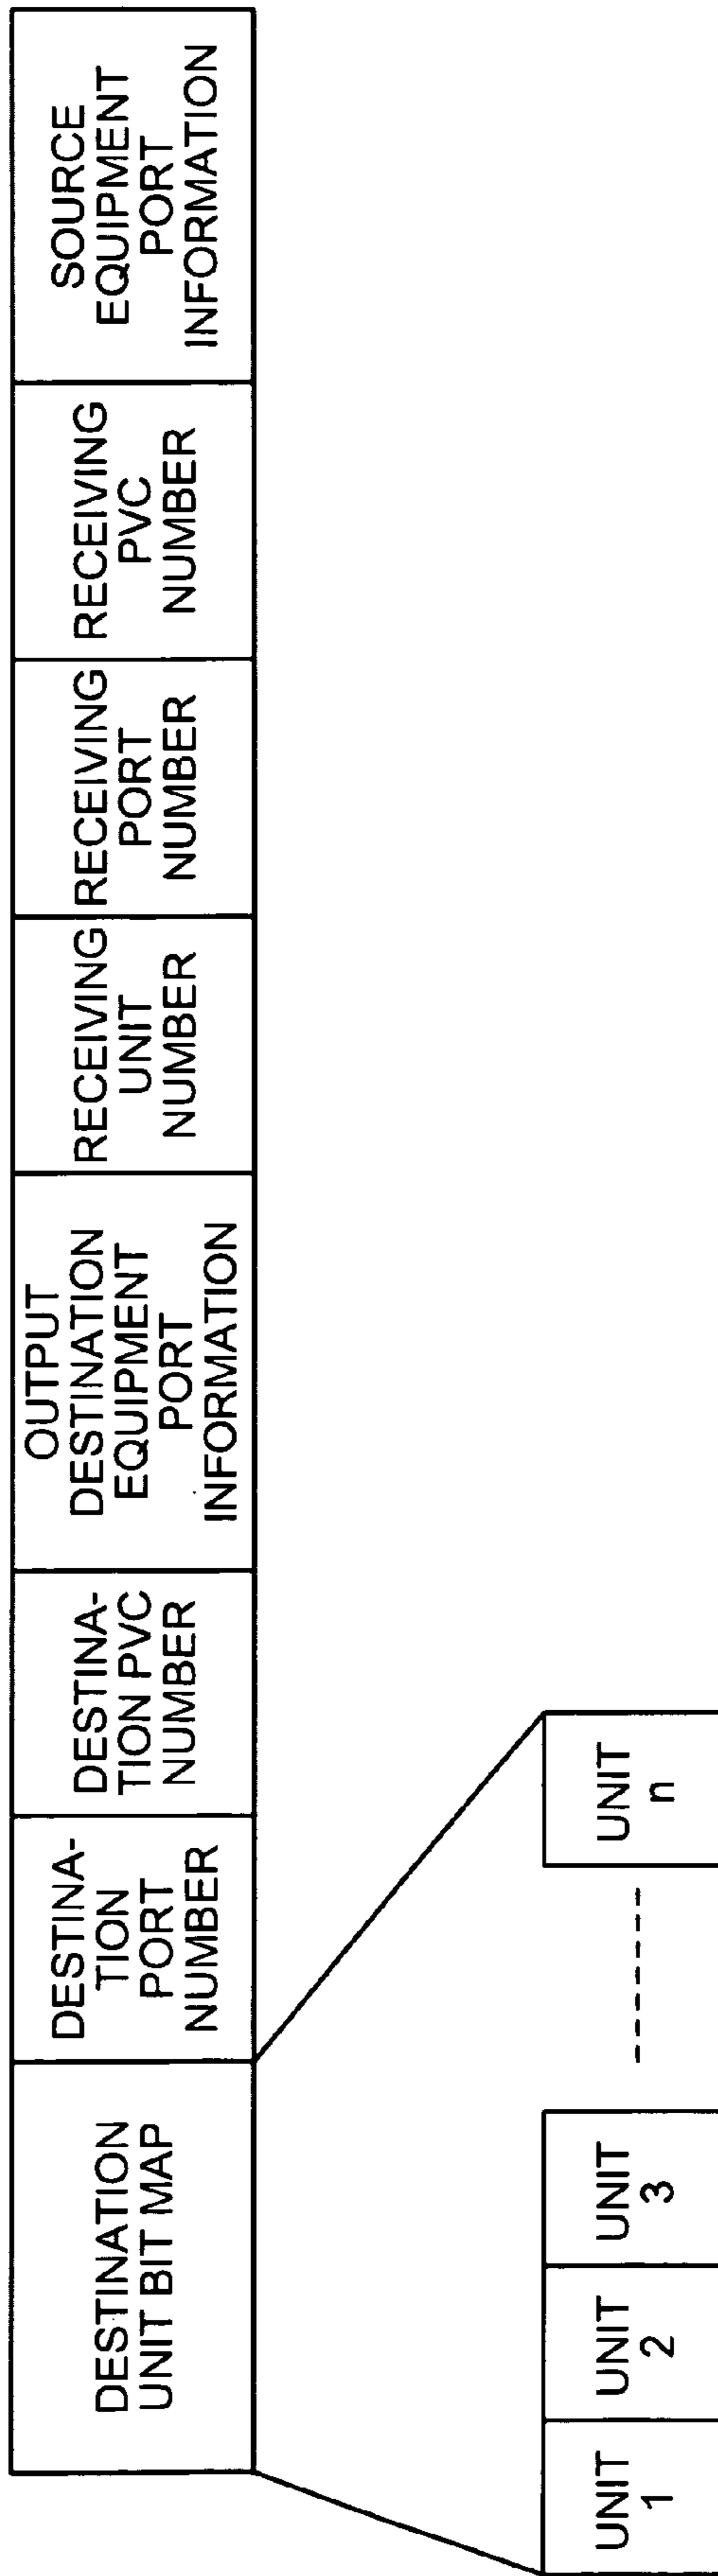 DESTINATION
UNIT BIT MAP
DESTINA-
TION
PORT
NUMBER
DESTINA-
TION PVC
NUMBER
OUTPUT
DESTINATION
EQUIPMENT
PORT
INFORMATION
RECEIVING
UNIT
NUMBER
RECEIVING
PORT
NUMBER
RECEIVING
PVC
NUMBER
SOURCE
EQUIPMENT
PORT
INFORMATION
UNIT
1
UNIT
2
UNIT
3
UNIT
n